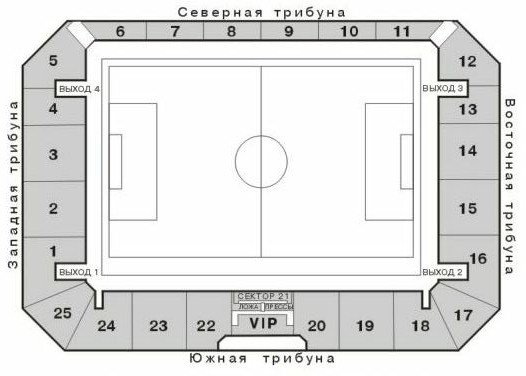 Северная трибуна
6 7 8 9 10 11
5
12
ВЫХОД 4
ВЫХОД 3
4
13
3
14
Западная трибуна
Восточная трибуна
2
15
1
16
ВЫХОД 1
ВЫХОД 2
СЕКТОР 21
ЛОЖА ПРЕССЫ
25
24 23 22 VIP 20 19 18
17
Южная трибуна